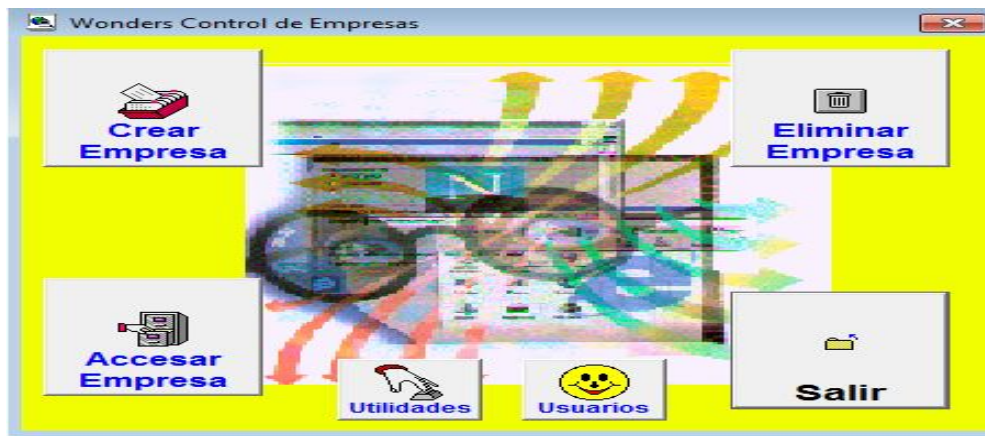 Wonders Control de Empresas
Crear
Empresa
Eliminar
Empresa
N
Accesar
Empresa
Utilidades
Usuarios
Salir